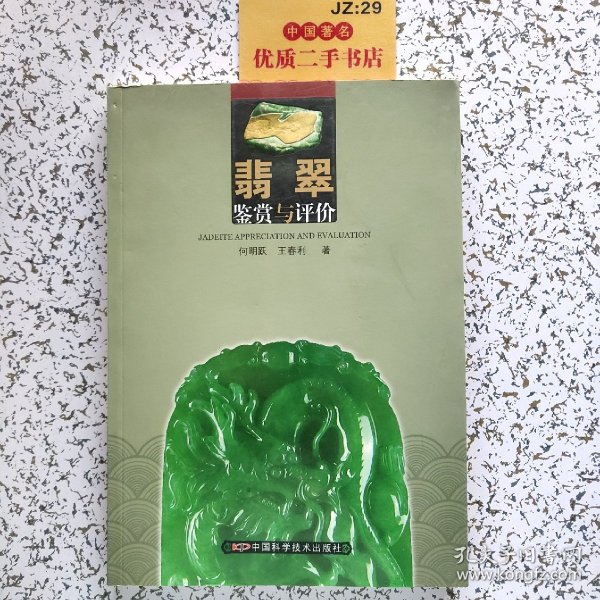 JZ:29
中国著名
优质二手书店
翡翠
鉴赏与评价
JADEITE APPRECIATION AND EVALUATION
何明跃 王春利 著
中国科学技术出版社
孔夫子旧书网
www.kongfz.com